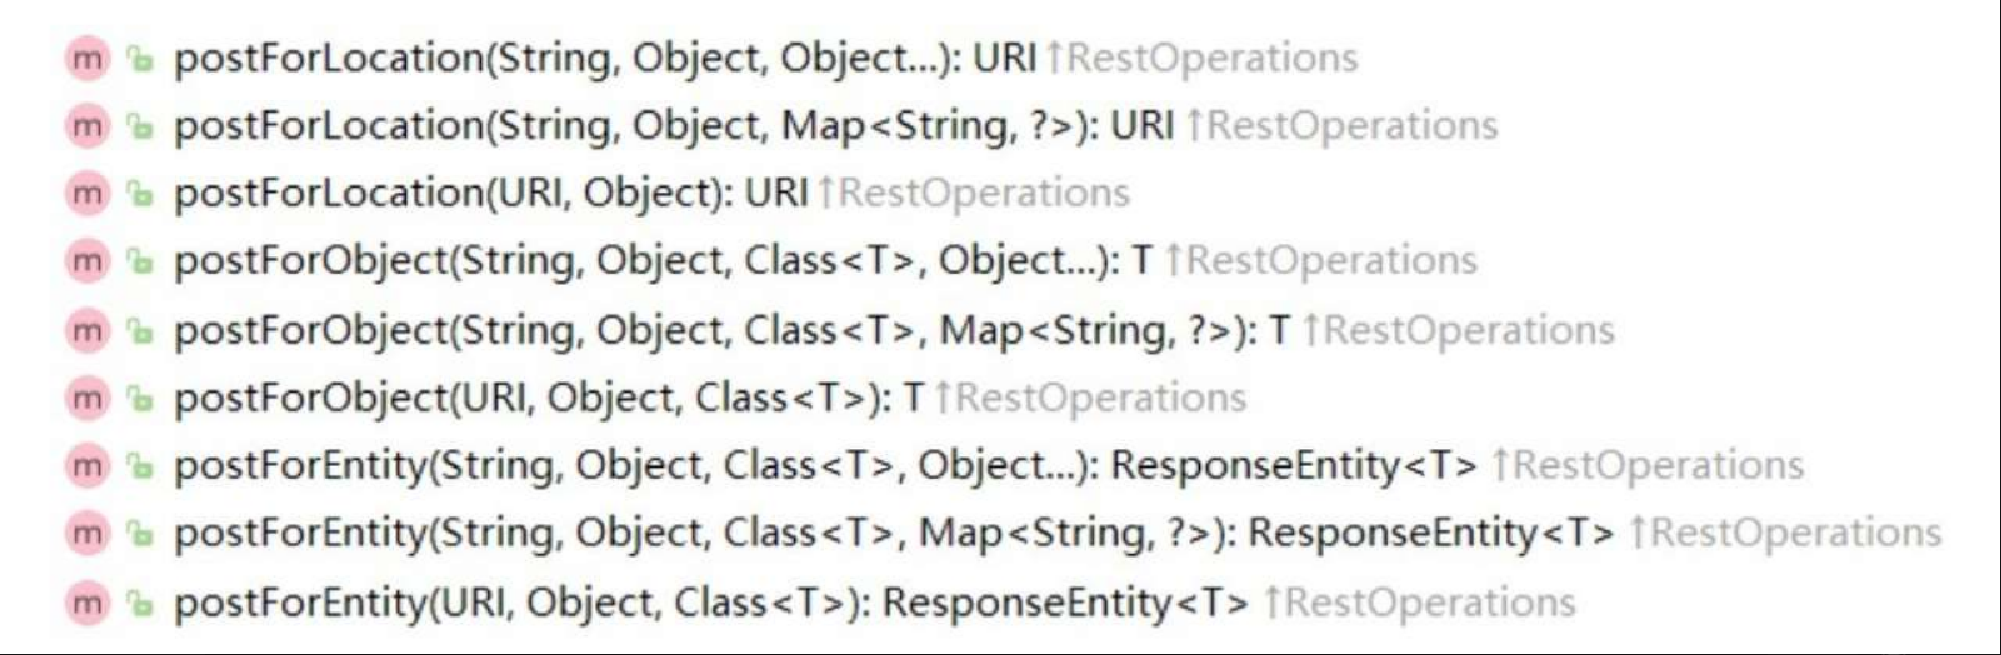 m postForLocation(String, Object, Object...): URI ↑RestOperations
m postForLocation(String, Object, Map<String, ?>): URI ↑RestOperations
m postForLocation(URI, Object): URI ↑RestOperations
m postForObject(String, Object, Class<T>, Object...): T ↑RestOperations
m postForObject(String, Object, Class<T>, Map<String, ?>): T ↑RestOperations
m postForObject(URI, Object, Class<T>): T ↑RestOperations
m postForEntity(String, Object, Class<T>, Object...): ResponseEntity<T> ↑RestOperations
m postForEntity(String, Object, Class<T>, Map<String, ?>): ResponseEntity<T> ↑RestOperations
m postForEntity(URI, Object, Class<T>): ResponseEntity<T> ↑RestOperations